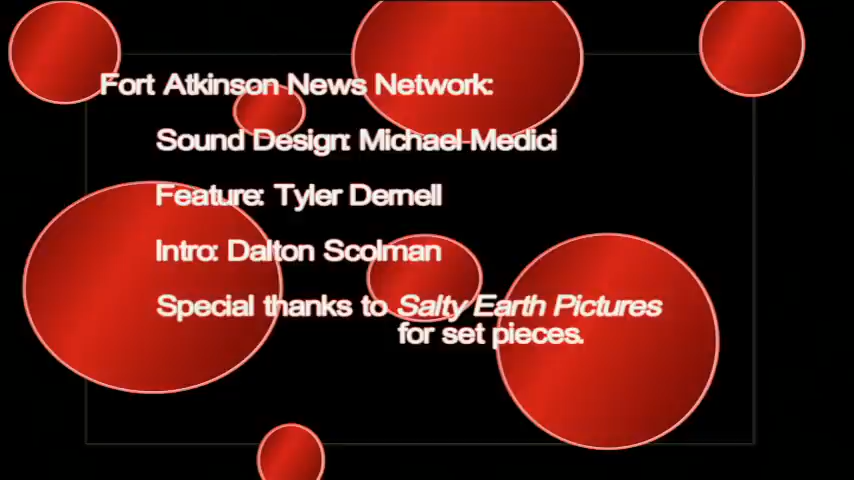 Fort Atkinson News Network:
Sound Design: Michael Medici
Feature: Tyler Dernell
Intro: Dalton Scolman
Special thanks to Salty Earth Pictures
for set pieces.